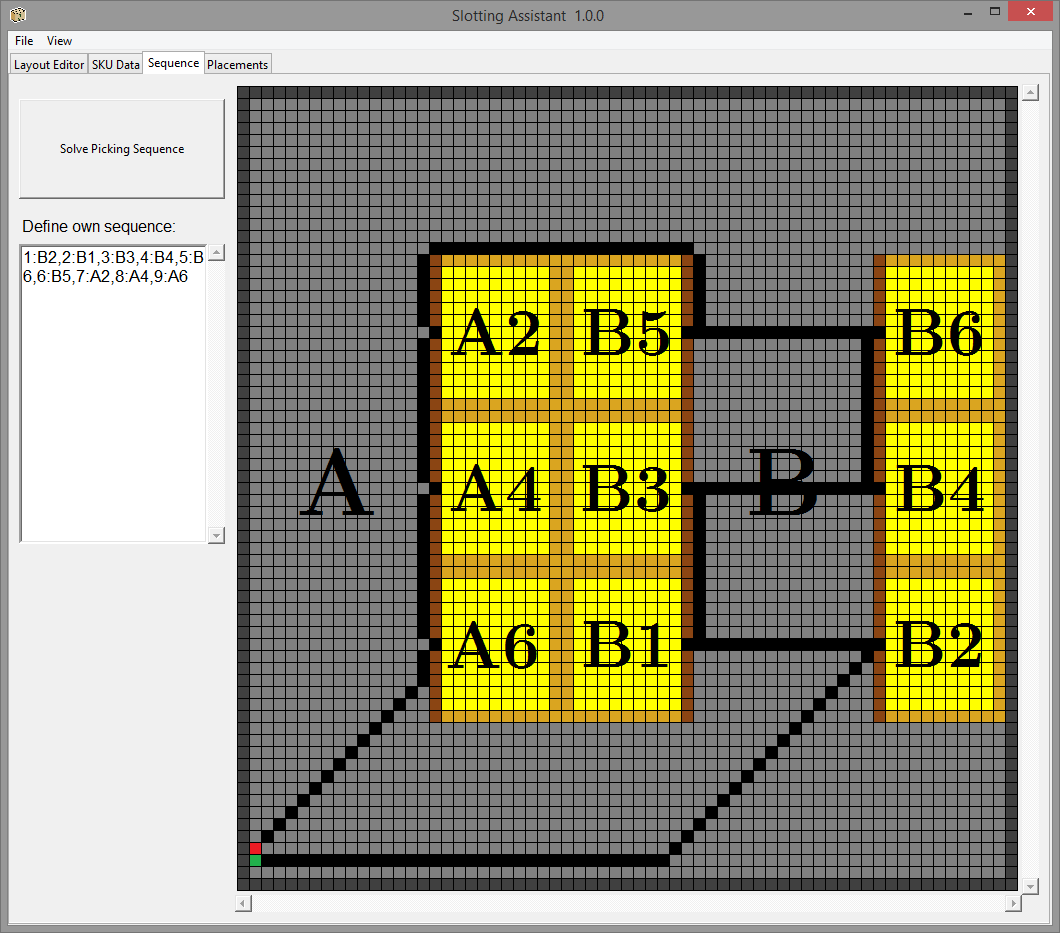 Slotting Assistant 1.0.0
File View
Layout Editor SKU Data Sequence Placements
Solve Picking Sequence
Define own sequence:
1:B2,2:B1,3:B3,4:B4,5:B
6,6:B5,7:A2,8:A4,9:A6
A2 B5 B6
A B
A4 B3 B4
A6 B1 B2